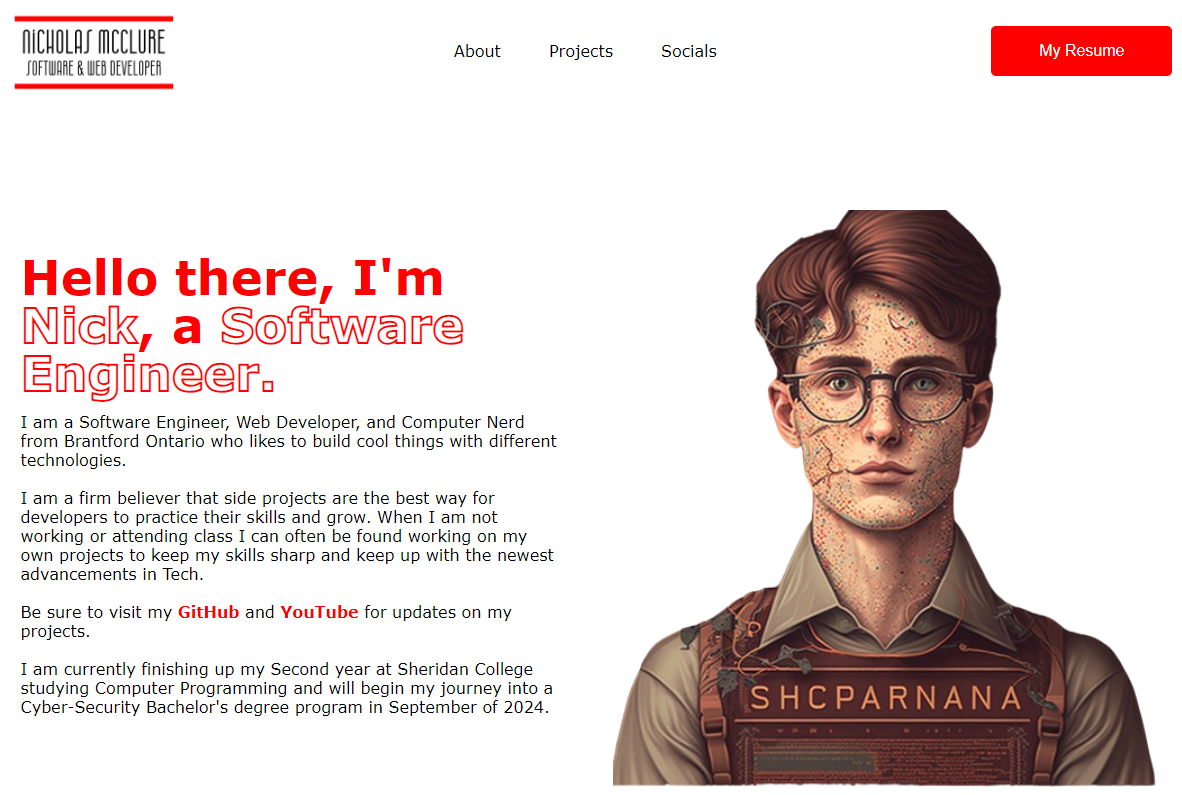 NICHOLAS MCCLURE
SOFTWARE & WEB DEVELOPER
About Projects Socials
My Resume
Hello there, I'm
Nick, a Software
Engineer.
I am a Software Engineer, Web Developer, and Computer Nerd
from Brantford Ontario who likes to build cool things with different
technologies.
I am a firm believer that side projects are the best way for
developers to practice their skills and grow. When I am not
working or attending class I can often be found working on my
own projects to keep my skills sharp and keep up with the newest
advancements in Tech.
Be sure to visit my GitHub and YouTube for updates on my
projects.
I am currently finishing up my Second year at Sheridan College
studying Computer Programming and will begin my journey into a
Cyber-Security Bachelor's degree program in September of 2024.
SHCPARNANA